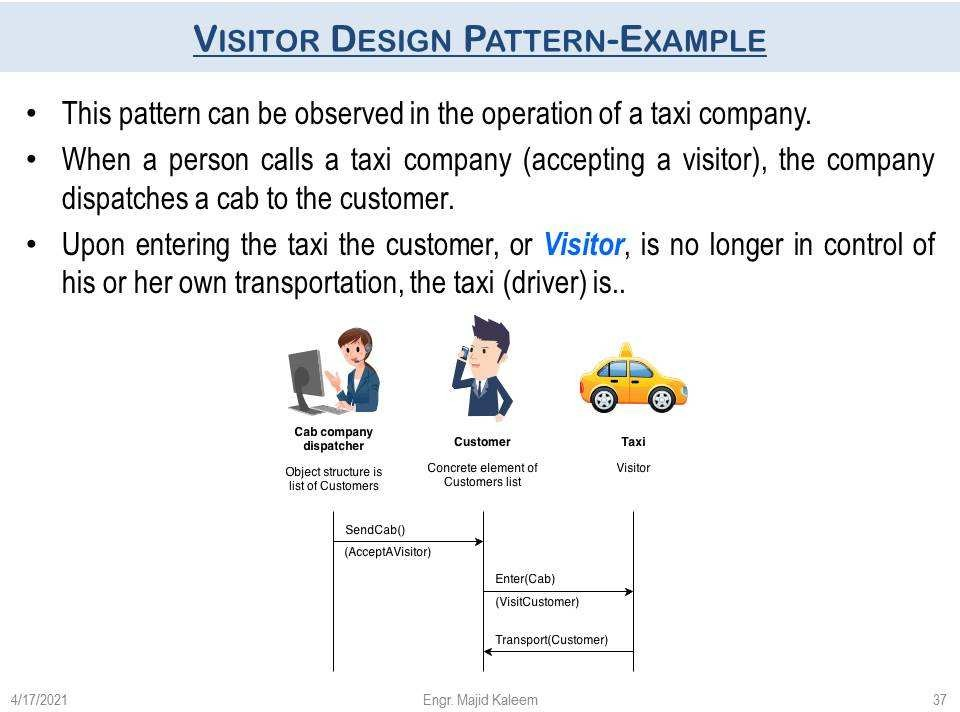 VISITOR DESIGN PATTERN-EXAMPLE
• This pattern can be observed in the operation of a taxi company.
• When a person calls a taxi company (accepting a visitor), the company
dispatches a cab to the customer.
• Upon entering the taxi the customer, or Visitor, is no longer in control of
his or her own transportation, the taxi (driver) is..
Cab company
dispatcher
Object structure is
list of Customers
Customer
Concrete element of
Customers list
Taxi
Visitor
SendCab()
(AcceptAVisitor)
Enter(Cab)
(VisitCustomer)
Transport(Customer)
4/17/2021
Engr. Majid Kaleem
37